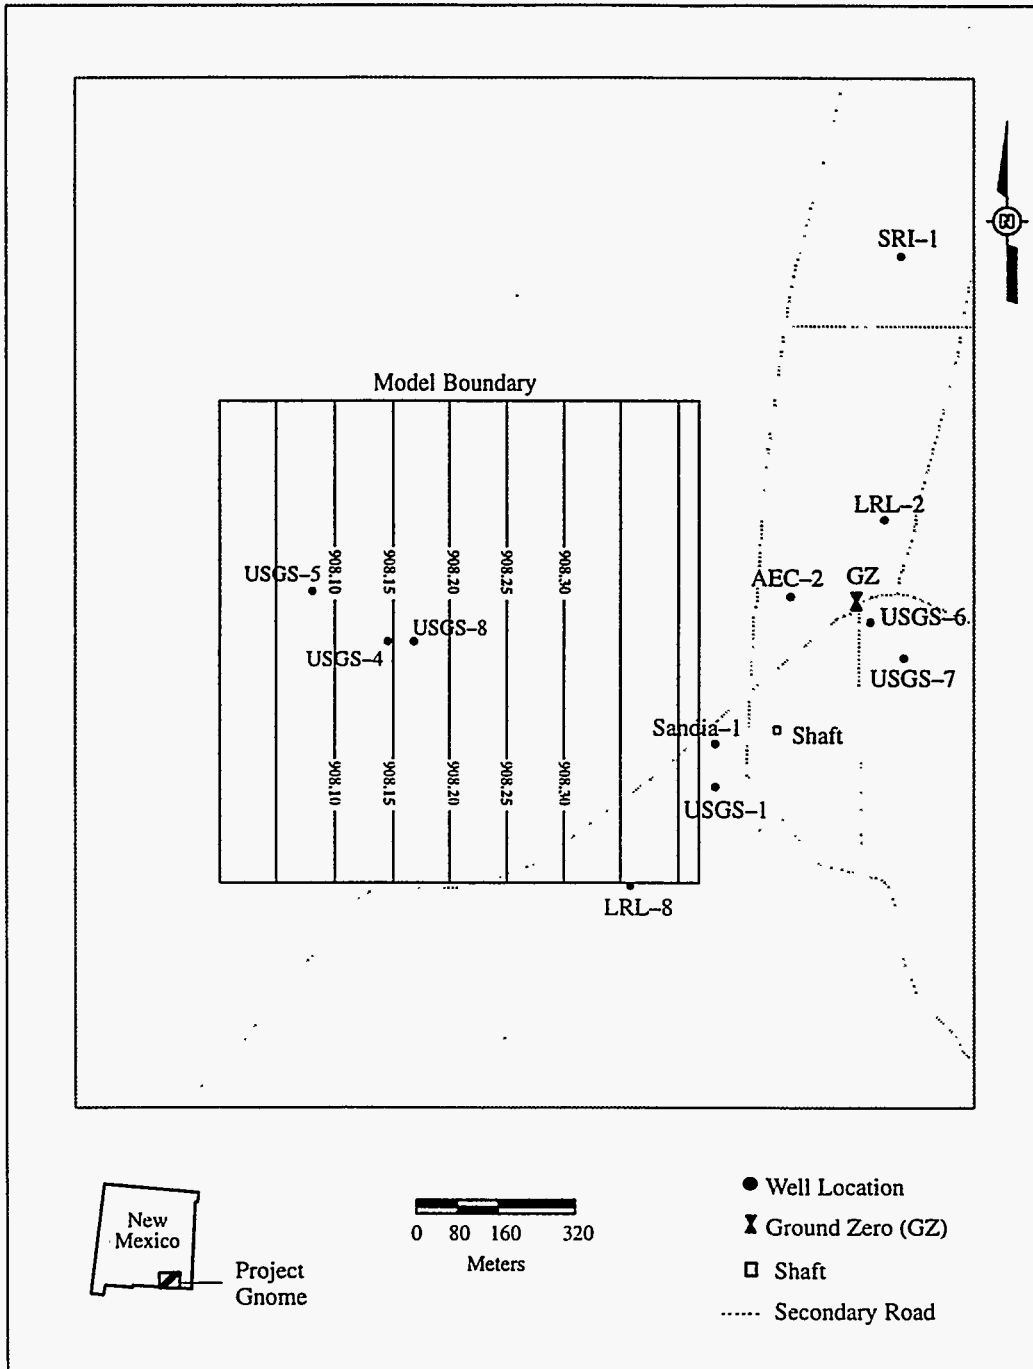 N
SRI–1
Model Boundary
LRL–2
908.10
908.15
908.20
908.25
908.30
USGS–5
AEC–2
GZ
USGS–8
USGS–6
USGS–4
USGS–7
Sandia–1
Shaft
908.10
908.15
908.20
908.25
908.30
USGS–1
LRL–8
New
Mexico
Project
Gnome
0 80 160 320
Meters
Well Location
Ground Zero (GZ)
Shaft
Secondary Road